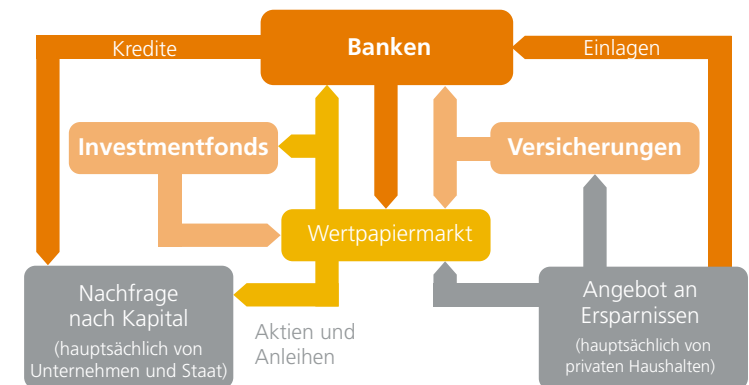 Kredite
Banken
Einlagen
Investmentfonds
Versicherungen
Wertpapiermarkt
Nachfrage
nach Kapital
(hauptsächlich von
Unternehmen und Staat)
Aktien und
Anleihen
Angebot an
Ersparnissen
(hauptsächlich von
privaten Haushalten)